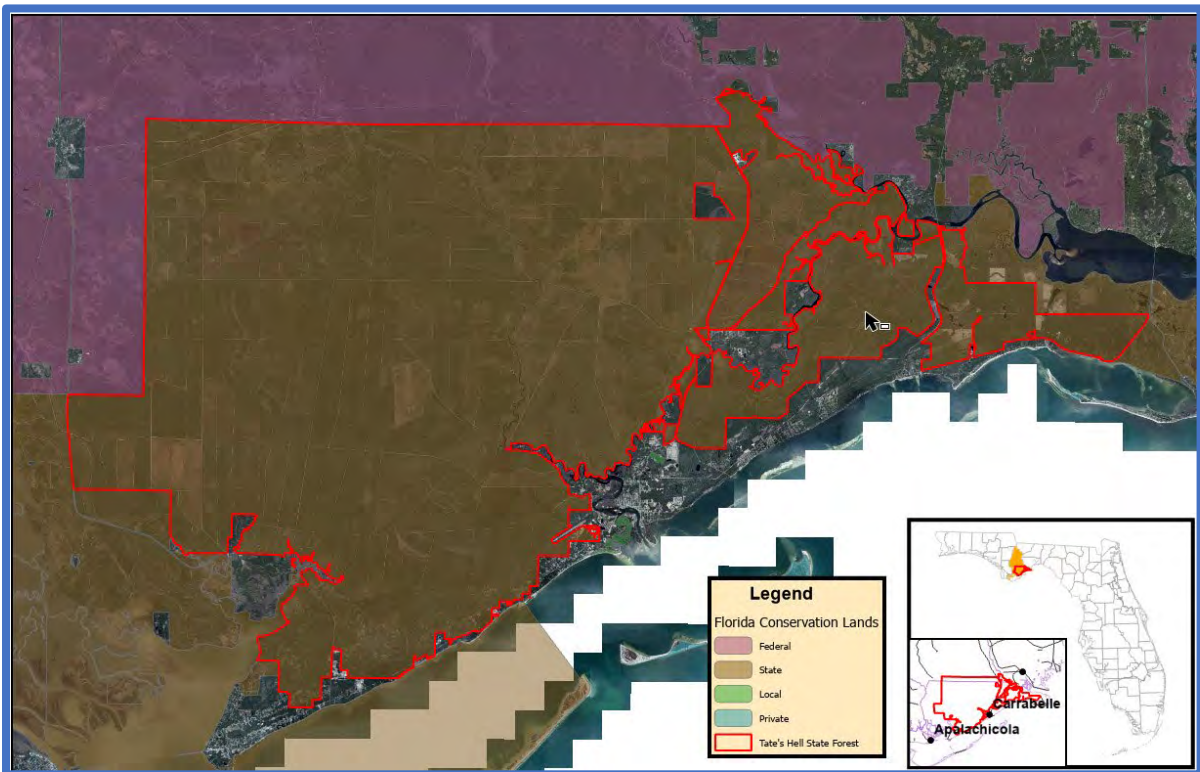 Legend
Florida Conservation Lands
Federal
State
Local
Private
Tate's Hell State Forest
Carrabelle
Apalachicola